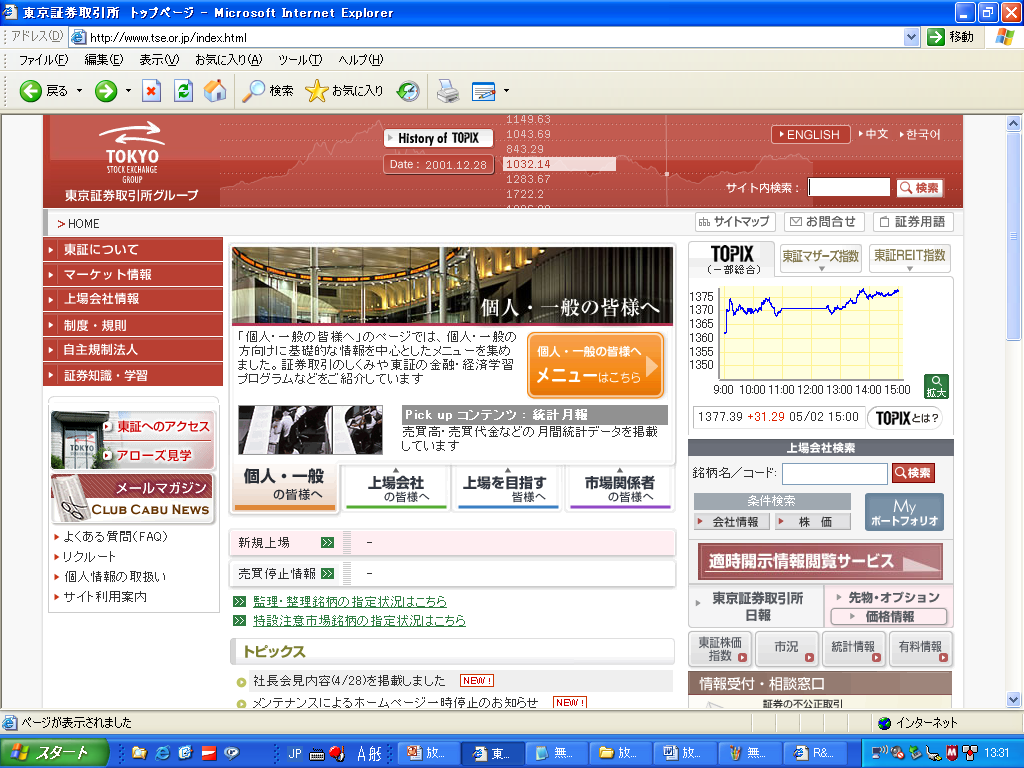 東京証券取引所 トップページ - Microsoft Internet Explorer
アドレス(D) http://www.tse.or.jp/index.html 移動
ファイル(F) 編集(E) 表示(V) お気に入り(A) ツール(T) ヘルプ(H)
戻る 検索 お気に入り
TOKYO
STOCK EXCHANGE
GROUP
東京証券取引所グループ
History of TOPIX
Date : 2001.12.28
1149.63
1043.69
843.29
1032.14
1283.67
1722.2
ENGLISH 中文 한국어
サイト内検索： 検索
> HOME
サイトマップ お問合せ 証券用語
東証について
マーケット情報
上場会社情報
制度・規則
自主規制法人
証券知識・学習
東証へのアクセス
TOKYO
アローズ見学
メールマガジン
CLUB CABU NEWS
よくある質問(FAQ)
リクルート
個人情報の取扱い
サイト利用案内
個人・一般の皆様へ
「個人・一般の皆様へ」のページでは、個人・一般の
方向けに基礎的な情報を中心としたメニューを集め
ました。証券取引のしくみや東証の金融・経済学習
プログラムなどをご紹介しています
個人・一般の皆様へ
メニューはこちら
Pick up コンテンツ : 統計月報
売買高・売買代金などの月間統計データを掲載
しています
個人・一般
の皆様へ
上場会社
の皆様へ
上場を目指す
皆様へ
市場関係者
の皆様へ
新規上場 -
売買停止情報 -
監理・整理銘柄の指定状況はこちら
特設注意市場銘柄の指定状況はこちら
トピックス
社長会見内容(4/28)を掲載しました NEW!
メンテナンスによるホームページ一時停止のお知らせ NEW!
TOPIX
(一部総合)
東証マザーズ指数
東証REIT指数
1375
1370
1365
1360
1355
1350
9:00 10:00 11:00 12:00 13:00 14:00 15:00
拡大
1377.39 +31.29 05/02 15:00
TOPIXとは?
上場会社検索
銘柄名／コード: 検索
条件検索
会社情報 株 価
My
ポートフォリオ
適時開示情報閲覧サービス
東京証券取引所
日報
先物・オプション
価格情報
東証株価
指数
市況
統計情報
有料情報
情報受付・相談窓口
証券の不公正取引
ページが表示されました インターネット
スタート JP A 般 放... 東... 無... 放... 放... 無... R&... 13:31